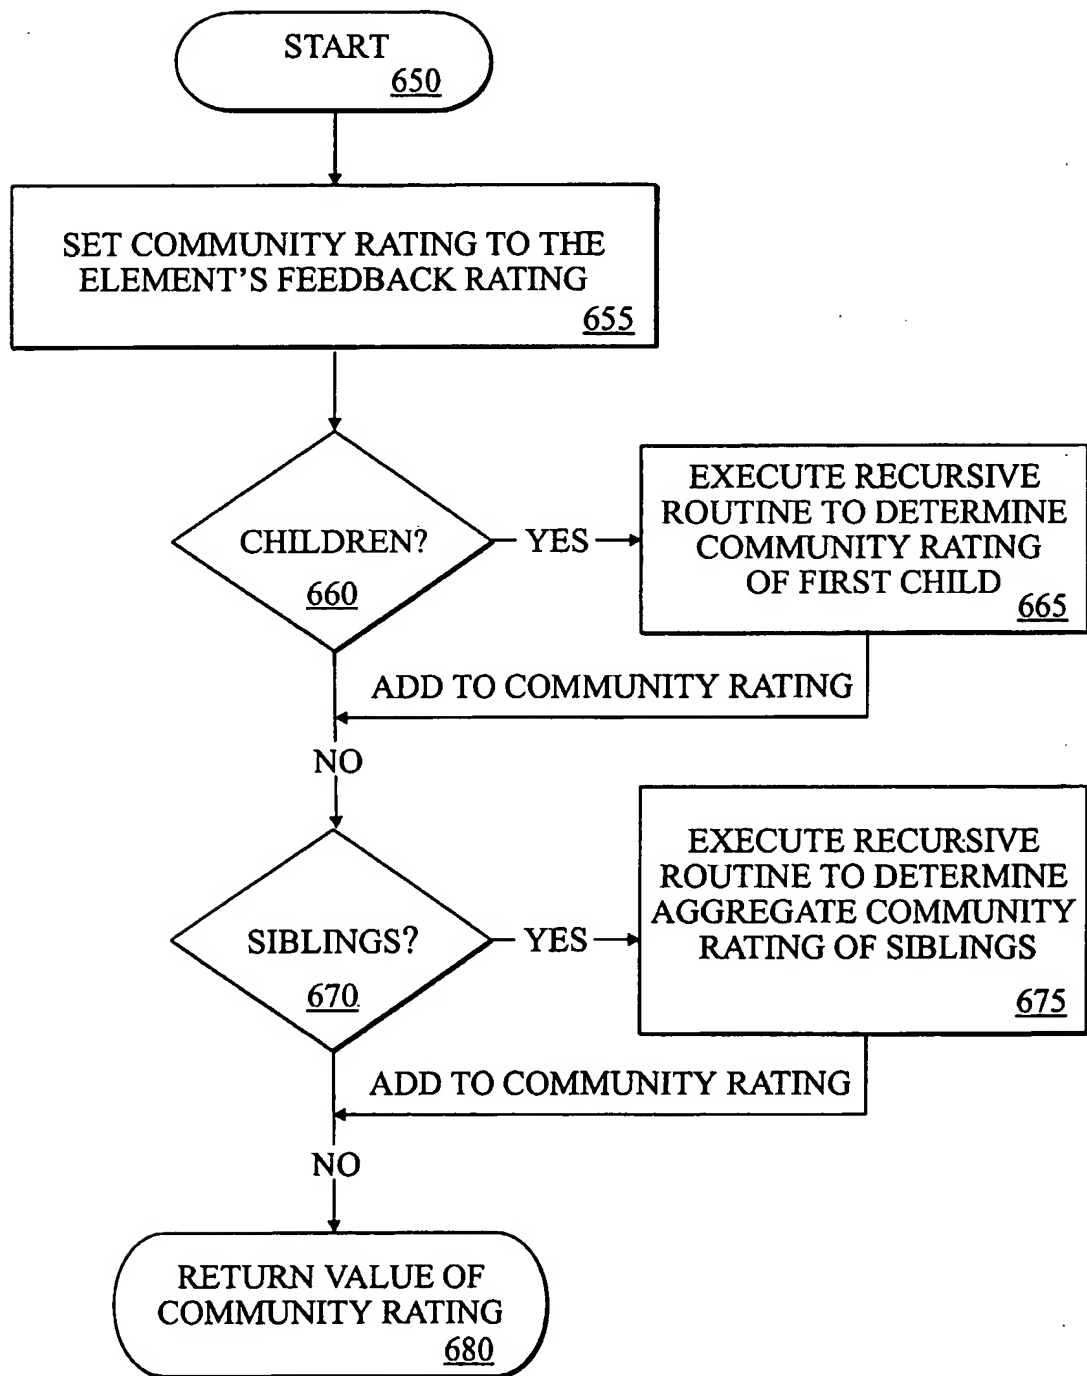 START
650
SET COMMUNITY RATING TO THE
ELEMENT'S FEEDBACK RATING
655
CHILDREN?
660
YES
EXECUTE RECURSIVE
ROUTINE TO DETERMINE
COMMUNITY RATING
OF FIRST CHILD
665
ADD TO COMMUNITY RATING
NO
SIBLINGS?
670
YES
EXECUTE RECURSIVE
ROUTINE TO DETERMINE
AGGREGATE COMMUNITY
RATING OF SIBLINGS
675
ADD TO COMMUNITY RATING
NO
RETURN VALUE OF
COMMUNITY RATING
680